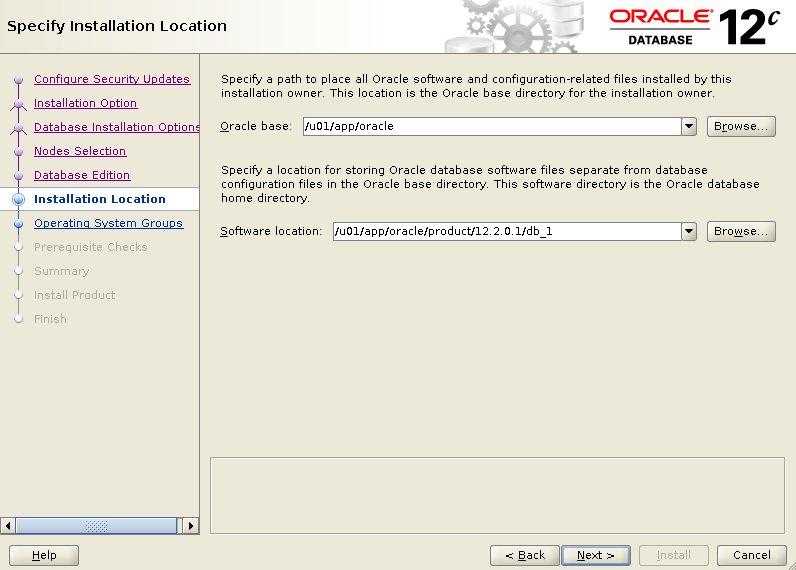 Specify Installation Location
ORACLE®
DATABASE
12c
Configure Security Updates
Installation Option
Database Installation Options
Nodes Selection
Database Edition
Installation Location
Operating System Groups
Prerequisite Checks
Summary
Install Product
Finish
Specify a path to place all Oracle software and configuration-related files installed by this
installation owner. This location is the Oracle base directory for the installation owner.
Oracle base: /u01/app/oracle Browse...
Specify a location for storing Oracle database software files separate from database
configuration files in the Oracle base directory. This software directory is the Oracle database
home directory.
Software location: /u01/app/oracle/product/12.2.0.1/db_1 Browse...
Help < Back Next > Install Cancel